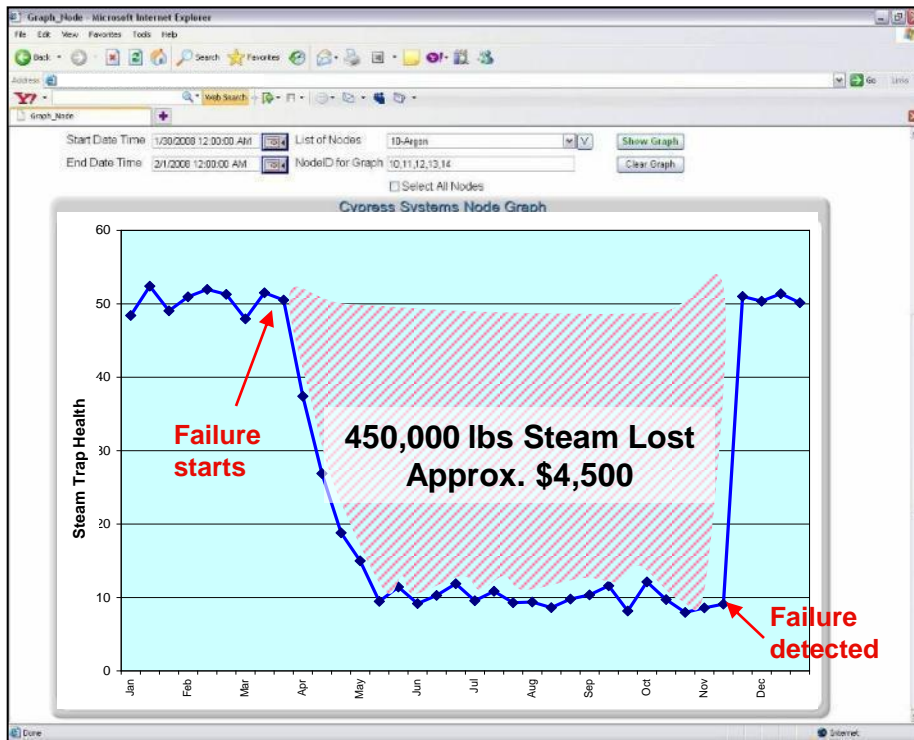 Graph_Node - Microsoft Internet Explorer
File Edit View Favorites Tools Help
Back Search Favorites
Address Go Links
Y! Web Search
Graph_Node
Start Date Time 1/30/2008 12:00:00 AM List of Nodes 10-Argon V Show Graph
End Date Time 2/1/2008 12:00:00 AM NodeID for Graph 10,11,12,13,14 Clear Graph
Select All Nodes
Cypress Systems Node Graph
60
50
40
30
20
10
0
Steam Trap Health
Failure
starts
450,000 lbs Steam Lost
Approx. $4,500
Failure
detected
Jan Feb Mar Apr May Jun Jul Aug Sep Oct Nov Dec
Done Internet